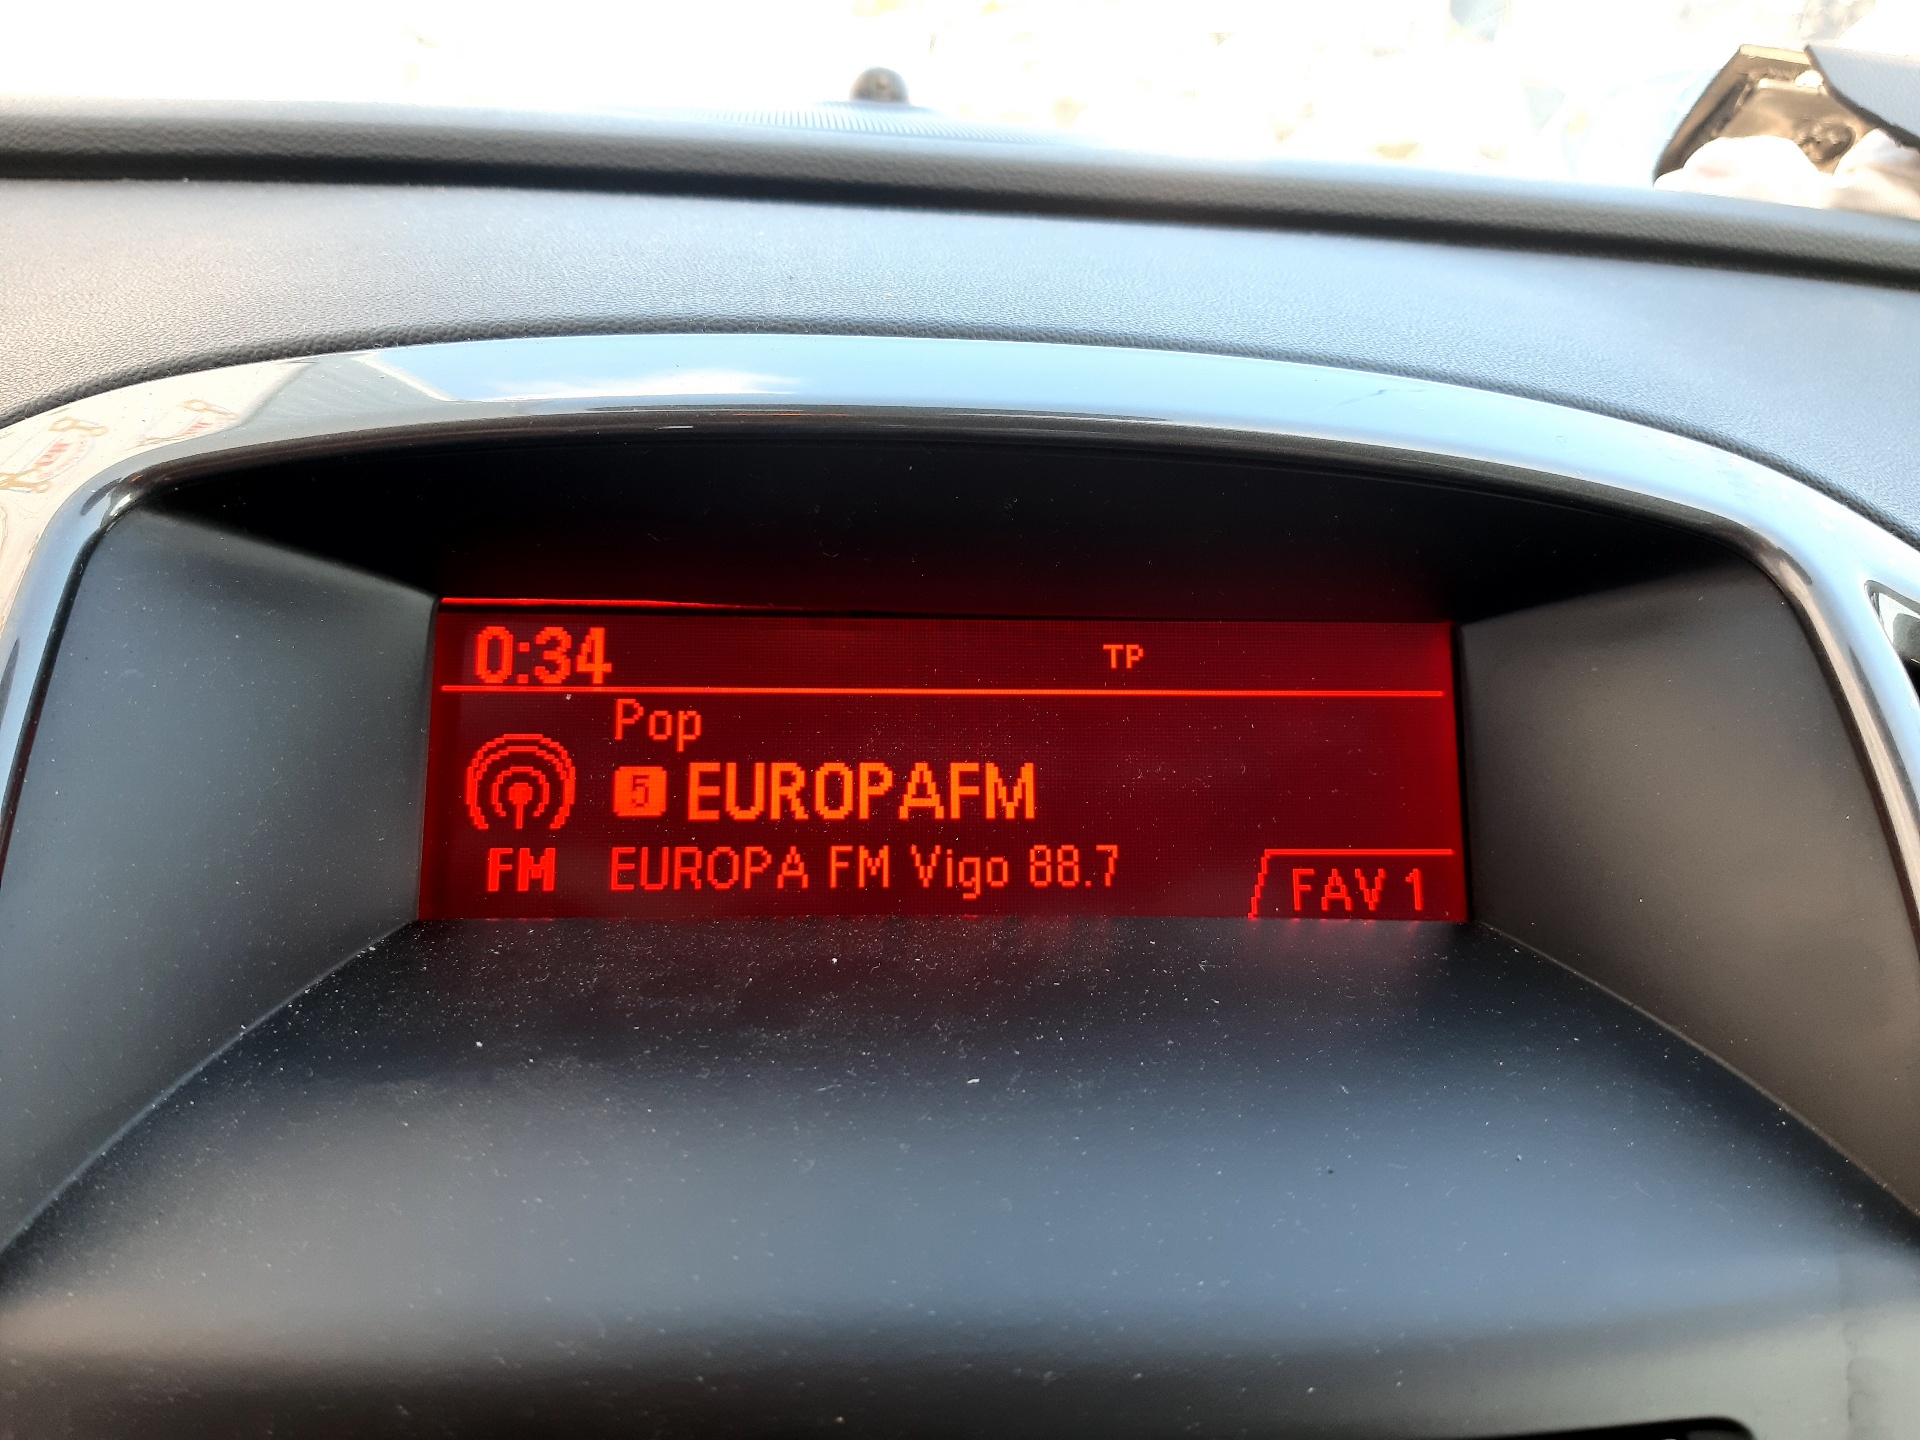 0:34 TP
Pop
5 EUROPAFM
FM EUROPA FM Vigo 88.7
FAV 1